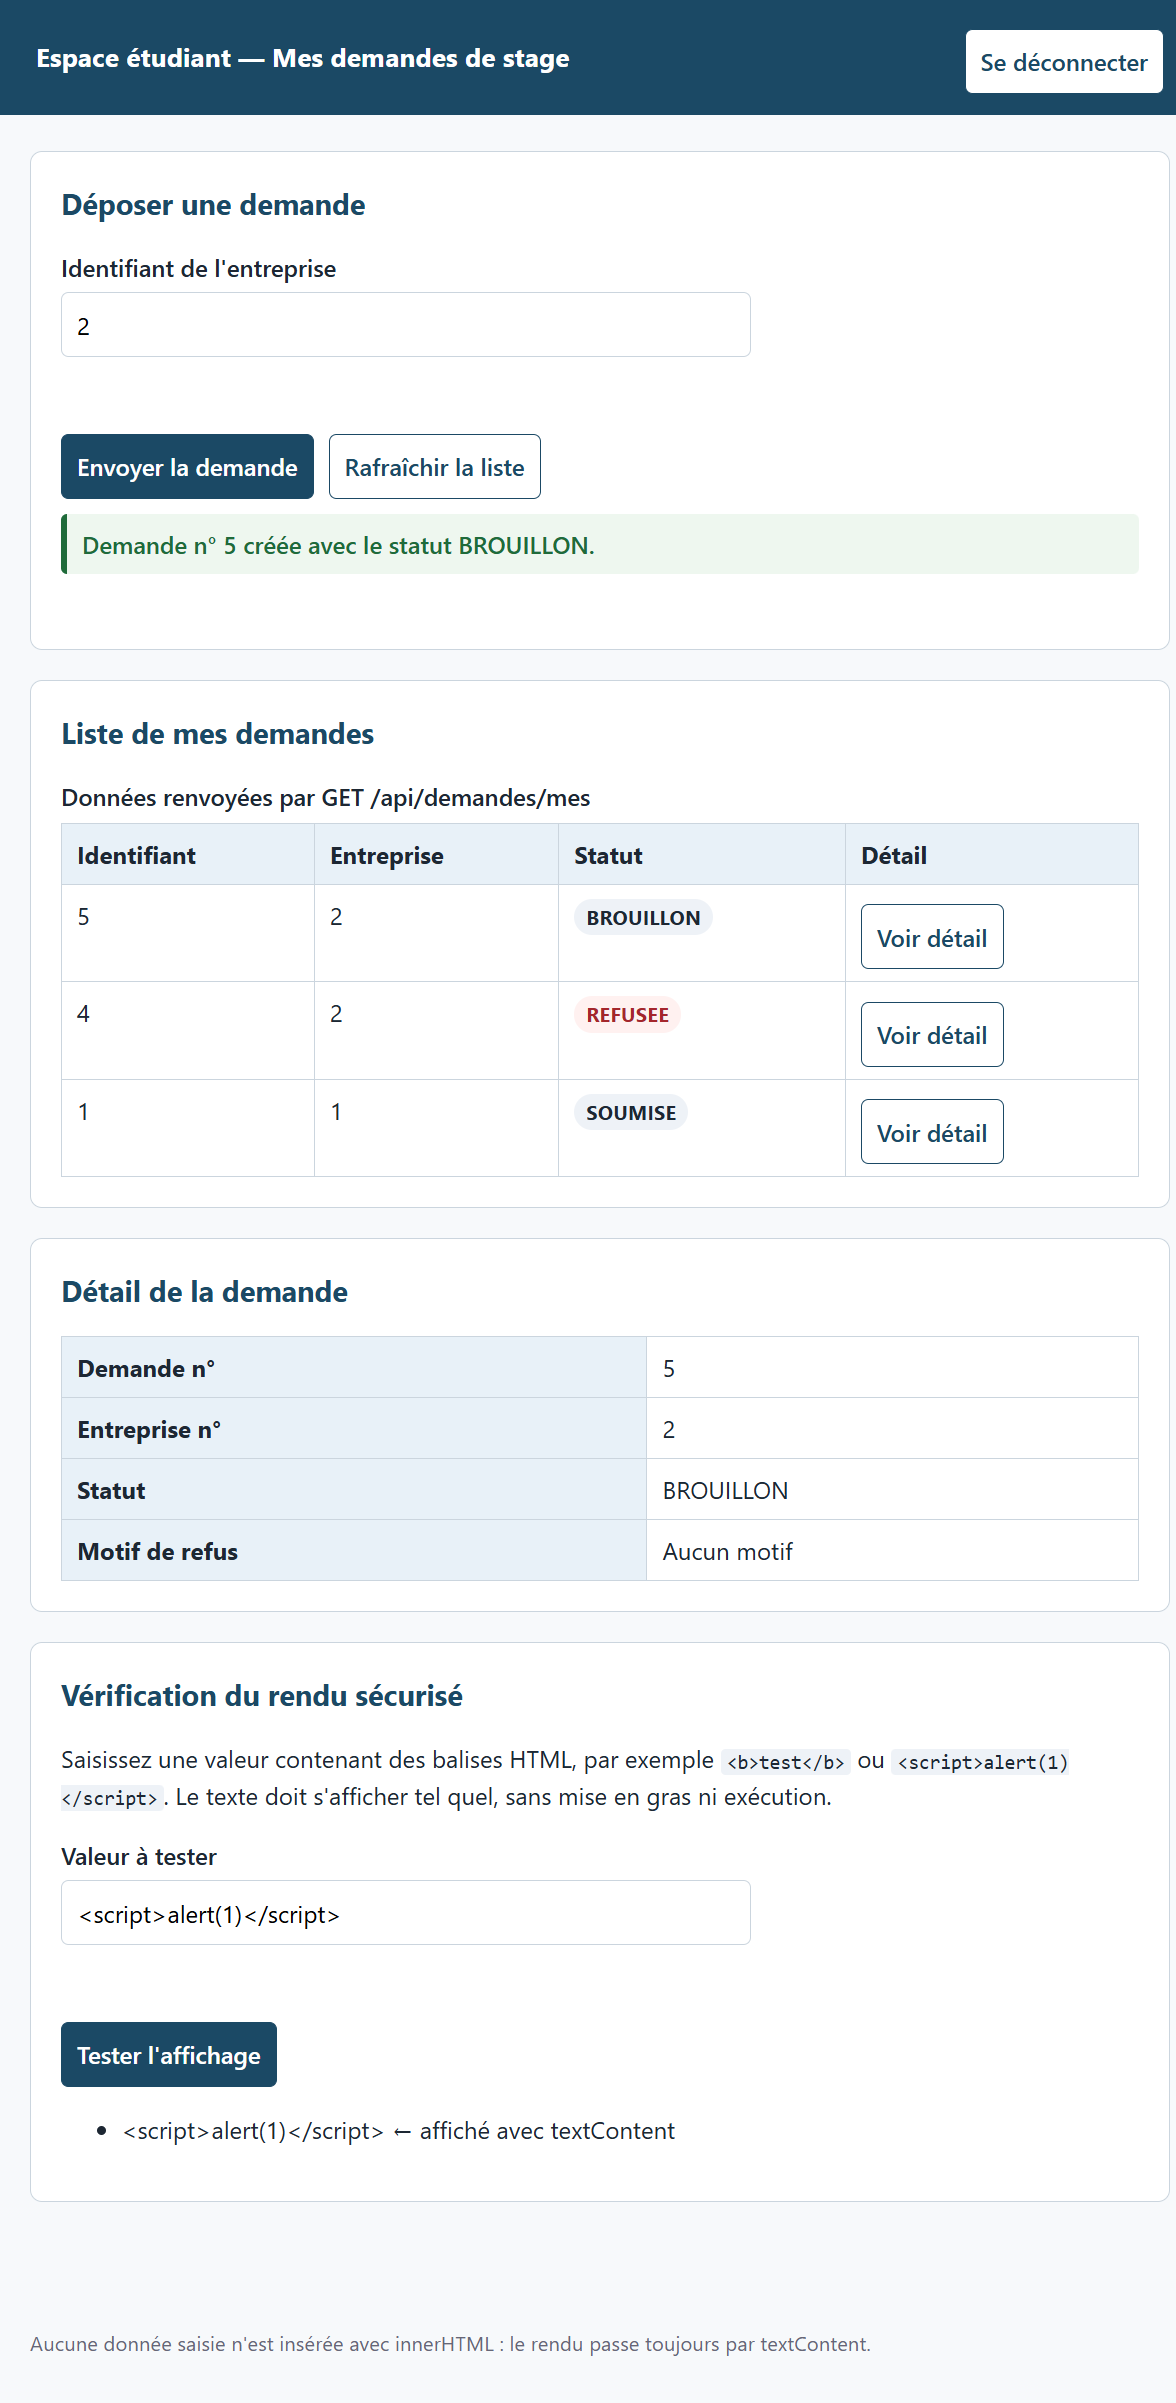 Espace étudiant — Mes demandes de stage
Se déconnecter
Déposer une demande
Identifiant de l'entreprise
2
Envoyer la demande
Rafraîchir la liste
Demande n° 5 créée avec le statut BROUILLON.
Liste de mes demandes
Données renvoyées par GET /api/demandes/mes
Identifiant Entreprise Statut Détail
5 2 BROUILLON Voir détail
4 2 REFUSEE Voir détail
1 1 SOUMISE Voir détail
Détail de la demande
Demande n° 5
Entreprise n° 2
Statut BROUILLON
Motif de refus Aucun motif
Vérification du rendu sécurisé
Saisissez une valeur contenant des balises HTML, par exemple <b>test</b> ou <script>alert(1)
</script>. Le texte doit s'afficher tel quel, sans mise en gras ni exécution.
Valeur à tester
<script>alert(1)</script>
Tester l'affichage
• <script>alert(1)</script> ← affiché avec textContent
Aucune donnée saisie n'est insérée avec innerHTML : le rendu passe toujours par textContent.